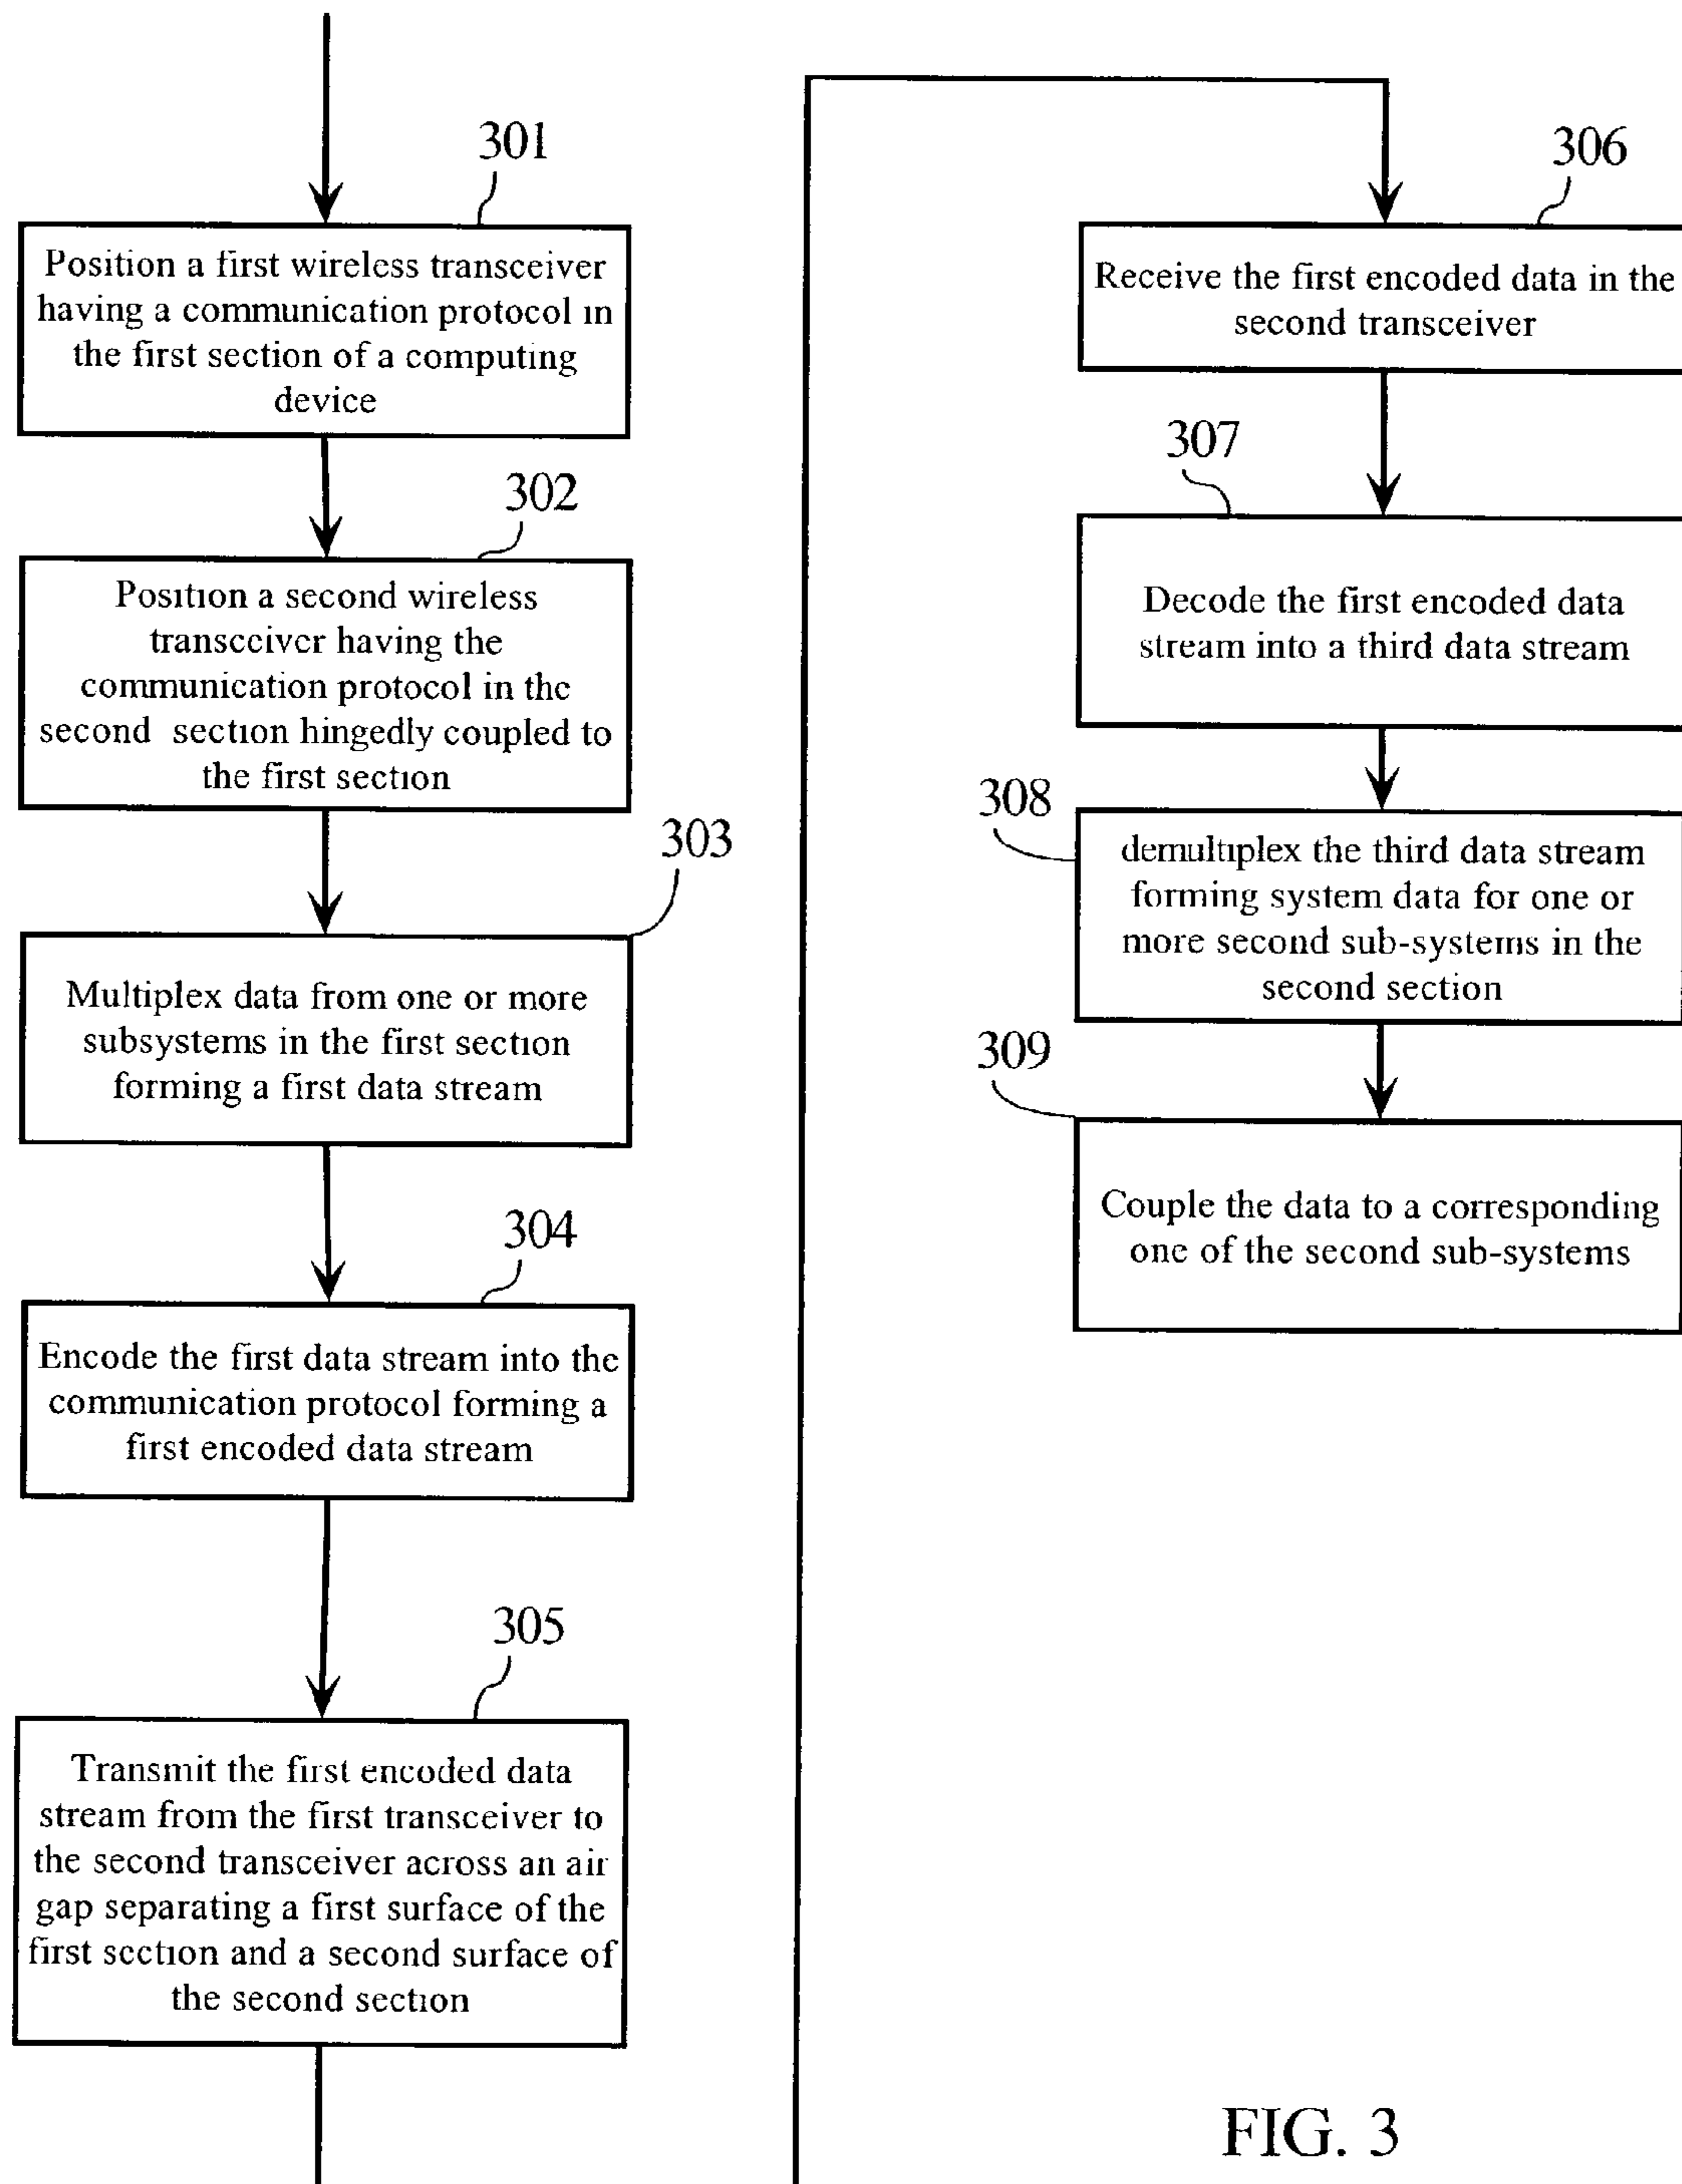 301
Position a first wireless transceiver
having a communication protocol in
the first section of a computing
device
302
Position a second wireless
transceiver having the
communication protocol in the
second section hingedly coupled to
the first section
303
Multiplex data from one or more
subsystems in the first section
forming a first data stream
304
Encode the first data stream into the
communication protocol forming a
first encoded data stream
305
Transmit the first encoded data
stream from the first transceiver to
the second transceiver across an air
gap separating a first surface of the
first section and a second surface of
the second section
306
Receive the first encoded data in the
second transceiver
307
Decode the first encoded data
stream into a third data stream
308
demultiplex the third data stream
forming system data for one or
more second sub-systems in the
second section
309
Couple the data to a corresponding
one of the second sub-systems
FIG. 3